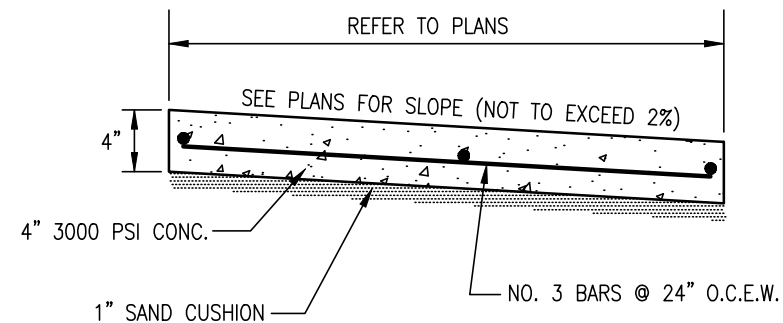 REFER TO PLANS
SEE PLANS FOR SLOPE (NOT TO EXCEED 2%)
4"
4" 3000 PSI CONC.
NO. 3 BARS @ 24" O.C.E.W.
1" SAND CUSHION